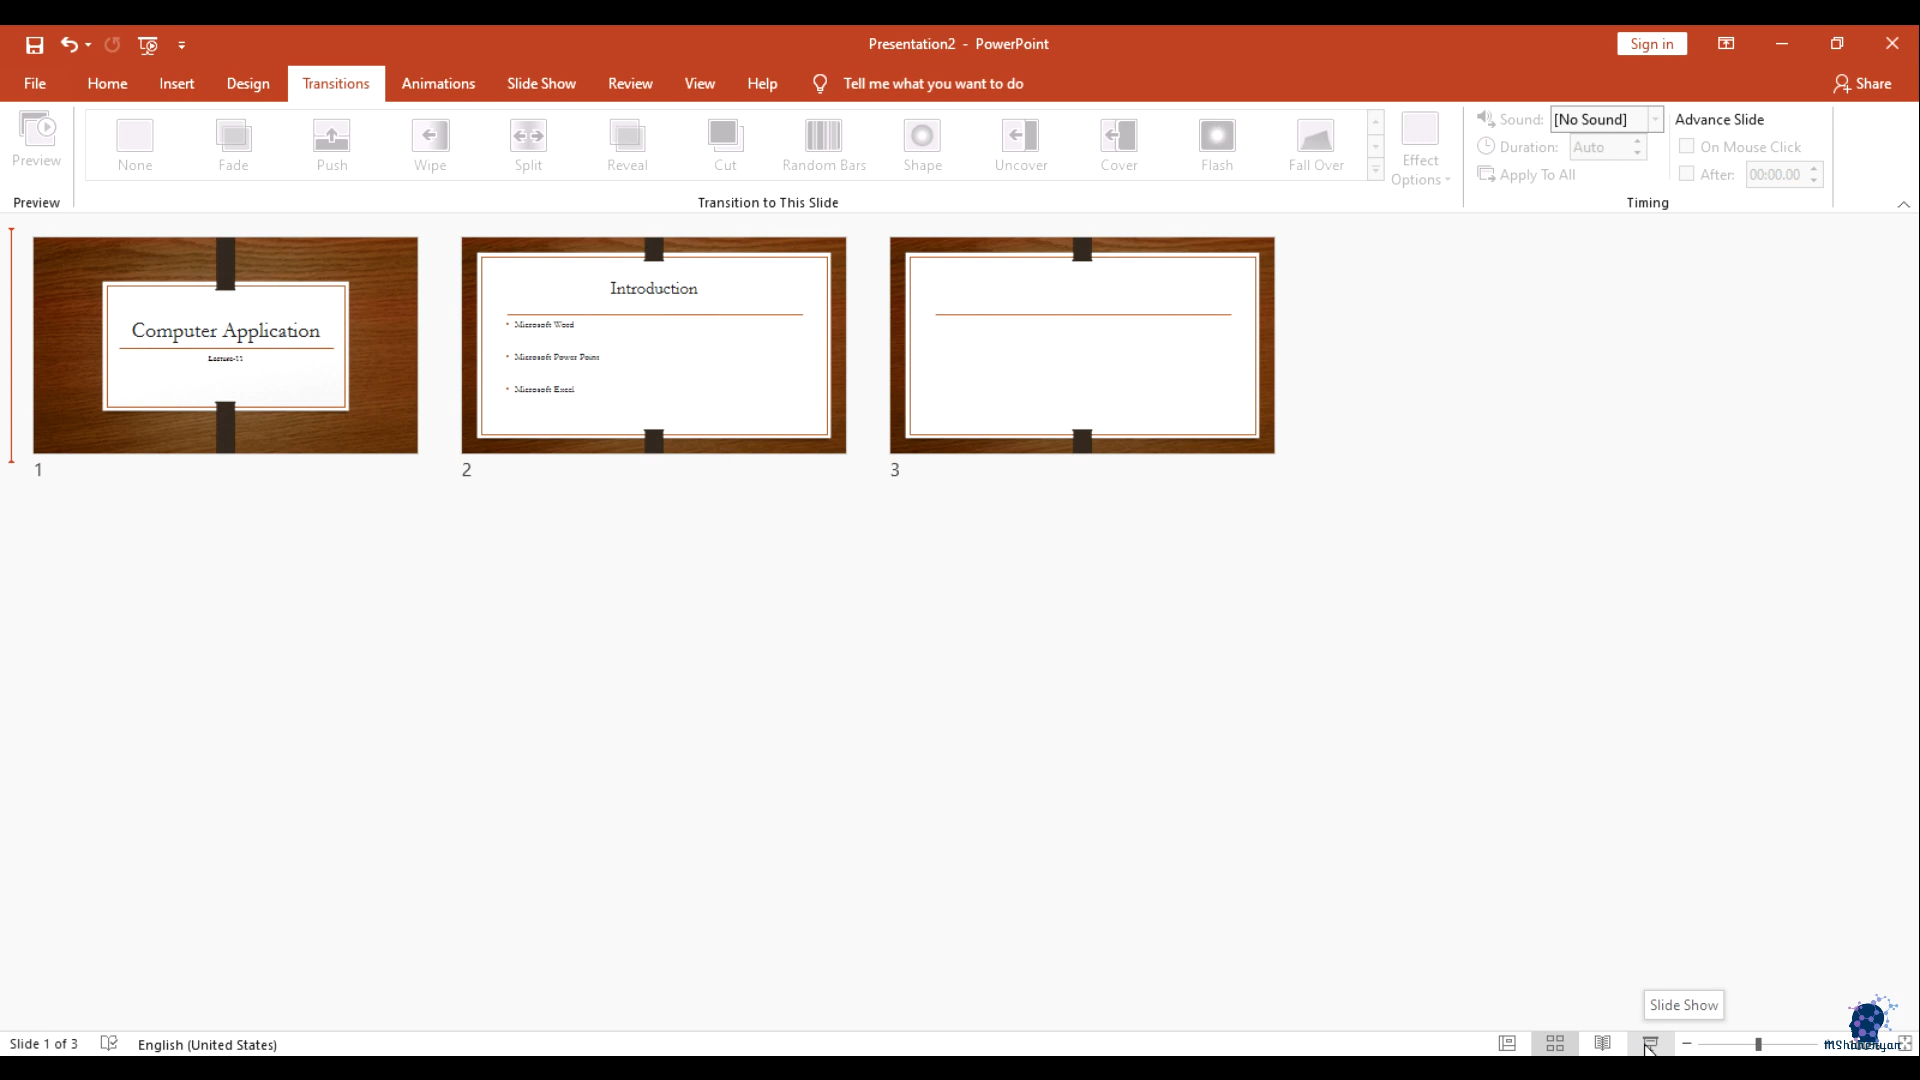 Presentation2 - PowerPoint
Sign in
File Home Insert Design Transitions Animations Slide Show Review View Help Tell me what you want to do Share
Preview
None Fade Push Wipe Split Reveal Cut Random Bars Shape Uncover Cover Flash Fall Over
Effect
Options
Sound: [No Sound]
Duration: Auto
Apply To All
Advance Slide
On Mouse Click
After: 00:00.00
Preview
Transition to This Slide
Timing
Computer Application
Lecture-11
1
Introduction
• Microsoft Word
• Microsoft Power Point
• Microsoft Excel
2
3
Slide Show
Slide 1 of 3
English (United States)